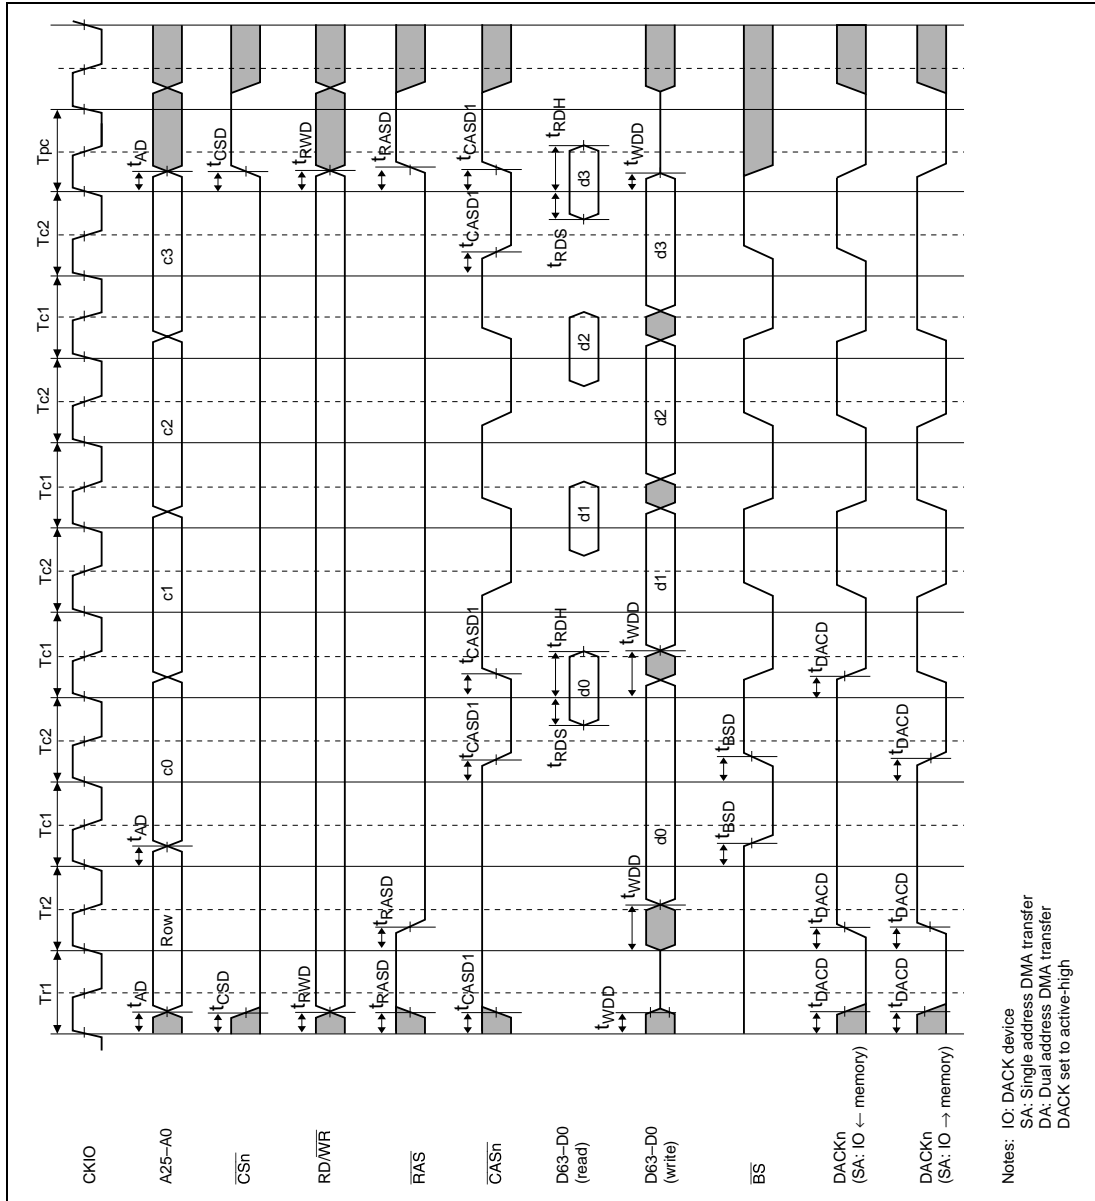 Tr1 Tr2 Tc1 Tc2 Tc1 Tc2 Tc1 Tc2 Tc1 Tc2 Tpc
CKIO
tAD tAD tAD
A25–A0
Row c0 c1 c2 c3
tCSD tCSD
CSn
tRWD tRWD
RD/WR
tRASD tRASD tRASD
RAS
tCASD1 tCASD1 tCASD1 tCASD1 tCASD1
CASn
tRDS tRDH tRDS tRDH
D63–D0
(read)
d0 d1 d2 d3
tWDD tWDD tWDD tWDD
D63–D0
(write)
d0 d1 d2 d3
tBSD tBSD
BS
tDACD tDACD tDACD
DACKn
(SA: IO ← memory)
tDACD tDACD tDACD
DACKn
(SA: IO → memory)
Notes: IO: DACK device
SA: Single address DMA transfer
DA: Dual address DMA transfer
DACK set to active-high